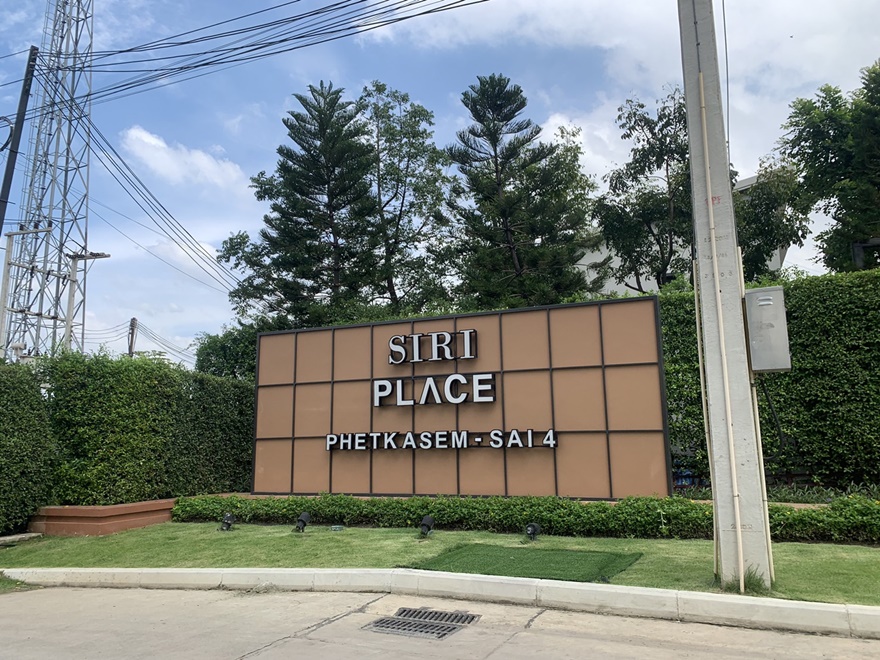 SIRI
PLACE
PHETKASEM - SAI 4